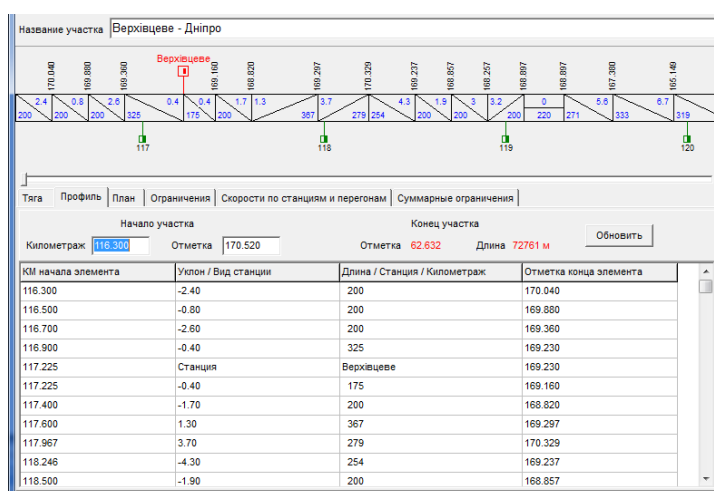 Название участка Верхівцеве - Дніпро
Верхівцеве
170.040 169.880 169.360 169.160 168.820 169.297 170.329 169.237 168.857 168.257 168.897 168.897 167.380 165.149
2.4 0.8 2.6 0.4 0.4 1.7 1.3 3.7 4.3 1.9 3 3.2 0 5.6 6.7
200 200 200 325 175 200 367 279 254 200 200 200 220 271 333 319
117 118 119 120
Тяга Профиль План Ограничения Скорости по станциям и перегонам Суммарные ограничения
Начало участка Конец участка
Километраж 116.300 Отметка 170.520 Отметка 62.632 Длина 72761 м Обновить
КМ начала элемента Уклон / Вид станции Длина / Станция / Километраж Отметка конца элемента
116.300 -2.40 200 170.040
116.500 -0.80 200 169.880
116.700 -2.60 200 169.360
116.900 -0.40 325 169.230
117.225 Станция Верхівцеве 169.230
117.225 -0.40 175 169.160
117.400 -1.70 200 168.820
117.600 1.30 367 169.297
117.967 3.70 279 170.329
118.246 -4.30 254 169.237
118.500 -1.90 200 168.857